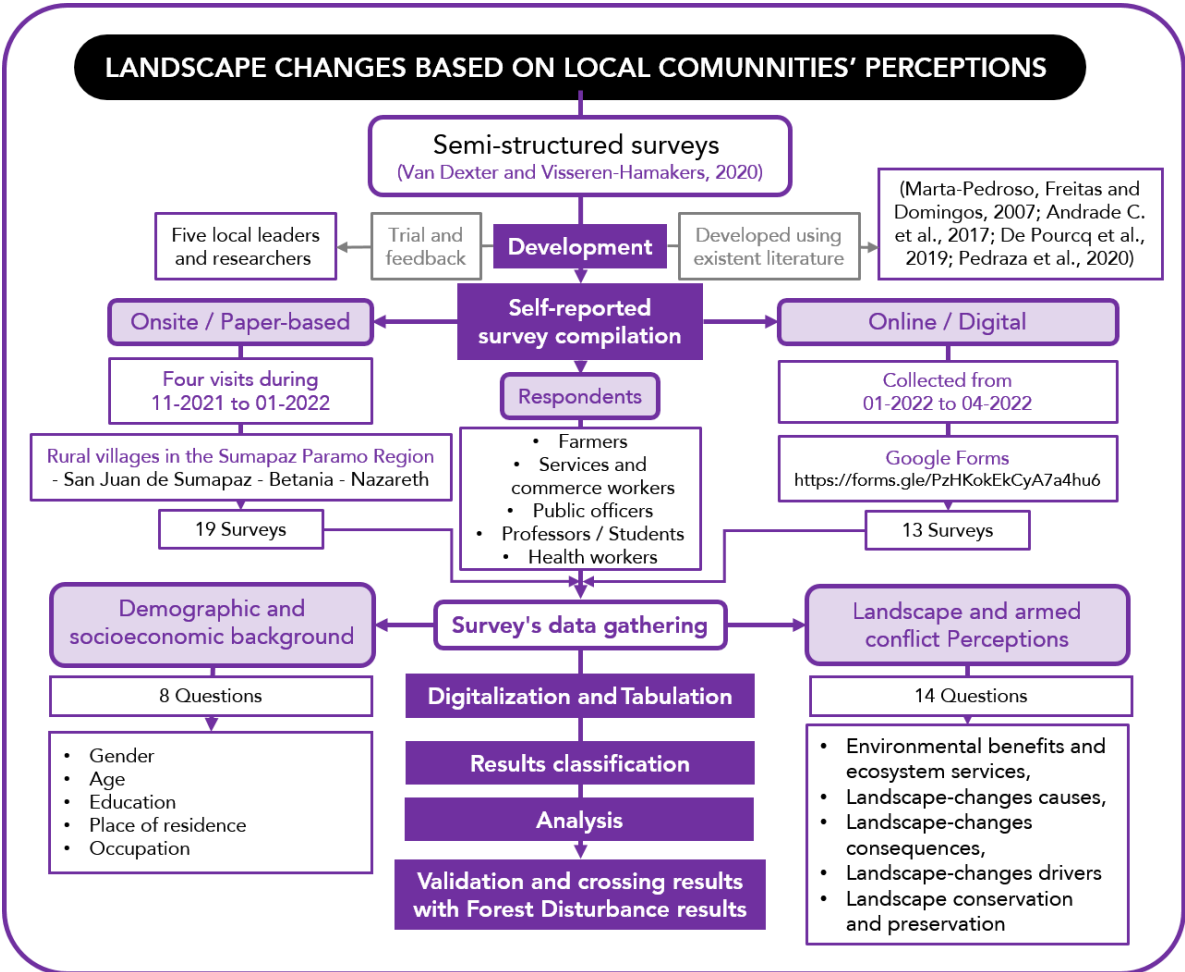 LANDSCAPE CHANGES BASED ON LOCAL COMUNNITIES’ PERCEPTIONS
Semi-structured surveys
(Van Dexter and Visseren-Hamakers, 2020)
Five local leaders
and researchers
Trial and
feedback
Development
Developed using
existent literature
(Marta-Pedroso, Freitas and
Domingos, 2007; Andrade C.
et al., 2017; De Pourcq et al.,
2019; Pedraza et al., 2020)
Self-reported
survey compilation
Onsite / Paper-based
Four visits during
11-2021 to 01-2022
Rural villages in the Sumapaz Paramo Region
- San Juan de Sumapaz - Betania - Nazareth
19 Surveys
Respondents
• Farmers
• Services and
commerce workers
• Public officers
• Professors / Students
• Health workers
Online / Digital
Collected from
01-2022 to 04-2022
Google Forms
https://forms.gle/PzHKokEkCyA7a4hu6
13 Surveys
Survey's data gathering
Demographic and
socioeconomic background
8 Questions
• Gender
• Age
• Education
• Place of residence
• Occupation
Landscape and armed
conflict Perceptions
14 Questions
• Environmental benefits and
ecosystem services,
• Landscape-changes causes,
• Landscape-changes
consequences,
• Landscape-changes drivers
• Landscape conservation
and preservation
Digitalization and Tabulation
Results classification
Analysis
Validation and crossing results
with Forest Disturbance results